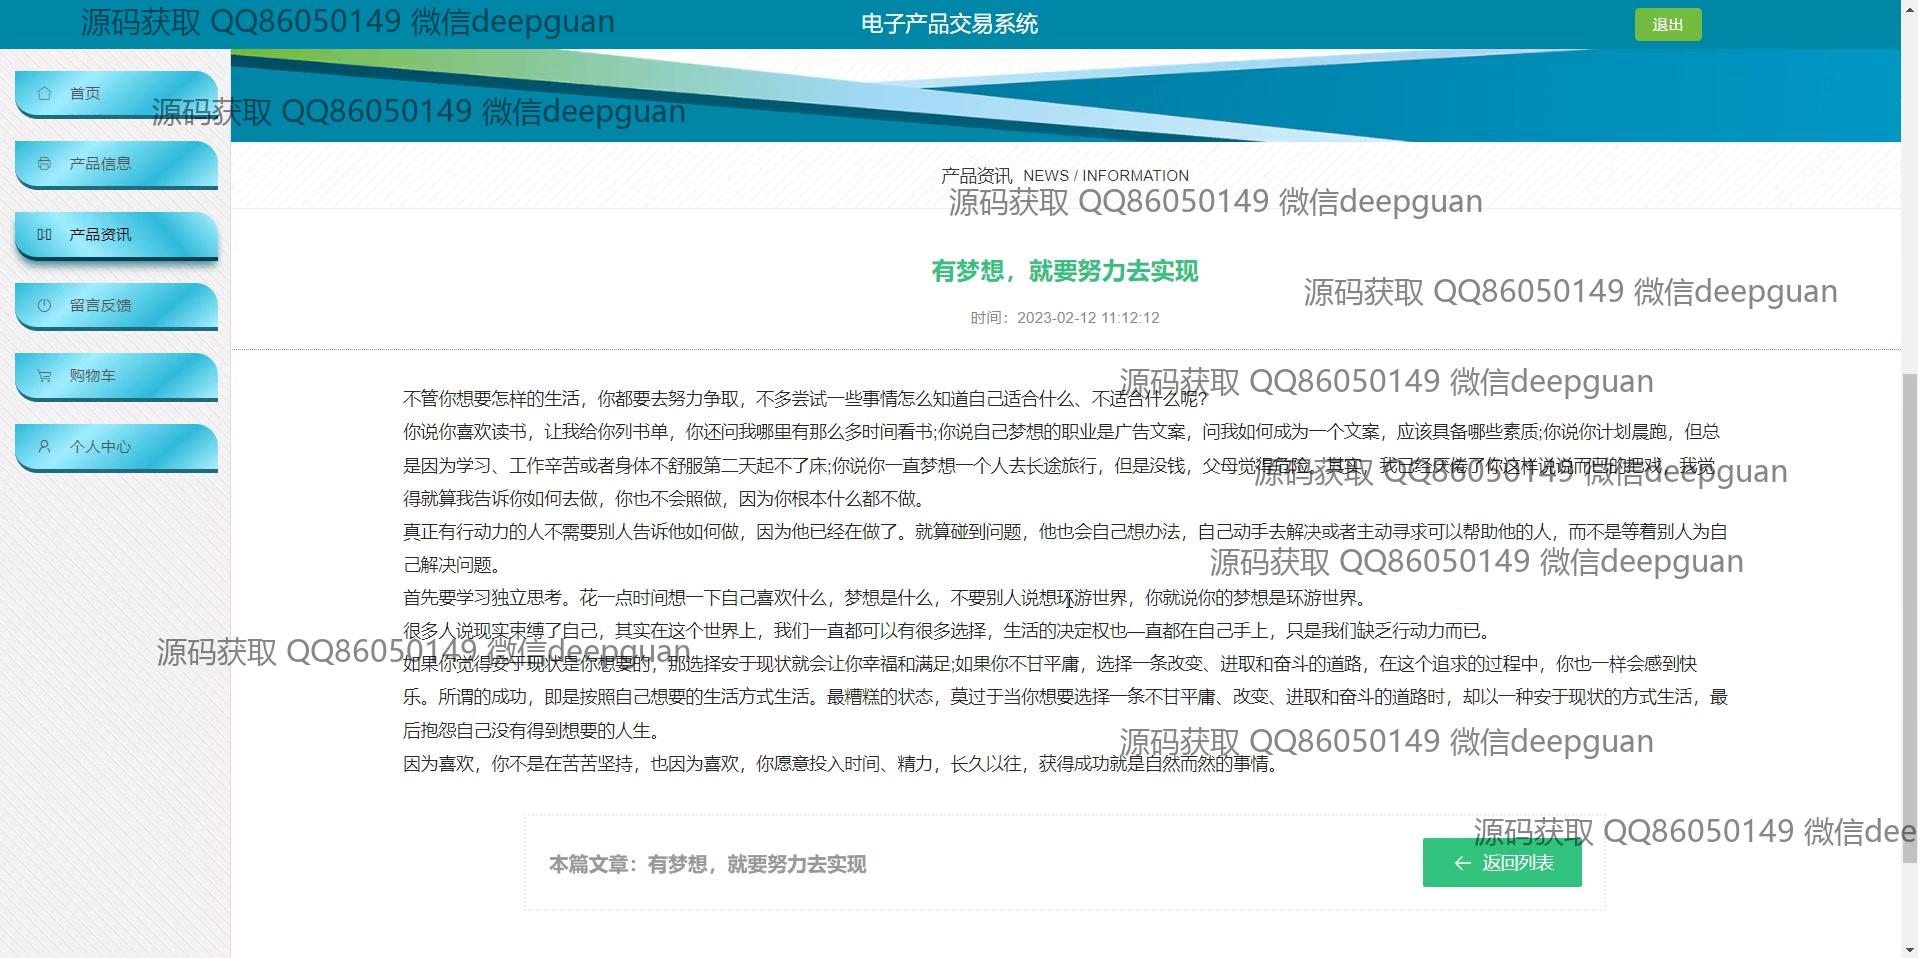 源码获取 QQ86050149 微信deepguan
电子产品交易系统
退出
首页
源码获取 QQ86050149 微信deepguan
产品信息
产品资讯 NEWS / INFORMATION
源码获取 QQ86050149 微信deepguan
产品资讯
有梦想，就要努力去实现
源码获取 QQ86050149 微信deepguan
留言反馈
时间：2023-02-12 11:12:12
购物车
源码获取 QQ86050149 微信deepguan
不管你想要怎样的生活，你都要去努力争取，不多尝试一些事情怎么知道自己适合什么、不适合什么呢?
个人中心
你说你喜欢读书，让我给你列书单，你还问我哪里有那么多时间看书;你说自己梦想的职业是广告文案，问我如何成为一个文案，应该具备哪些素质;你说你计划晨跑，但总
是因为学习、工作辛苦或者身体不舒服第二天起不了床;你说你一直梦想一个人去长途旅行，但是没钱，父母觉得危险。其实，我已经厌倦了你这样说说而已的把戏，我觉
源码获取 QQ86050149 微信deepguan
得就算我告诉你如何去做，你也不会照做，因为你根本什么都不做。
真正有行动力的人不需要别人告诉他如何做，因为他已经在做了。就算碰到问题，他也会自己想办法，自己动手去解决或者主动寻求可以帮助他的人，而不是等着别人为自
己解决问题。
源码获取 QQ86050149 微信deepguan
首先要学习独立思考。花一点时间想一下自己喜欢什么，梦想是什么，不要别人说想环游世界，你就说你的梦想是环游世界。
很多人说现实束缚了自己，其实在这个世界上，我们一直都可以有很多选择，生活的决定权也—直都在自己手上，只是我们缺乏行动力而已。
源码获取 QQ86050149 微信deepguan
如果你觉得安于现状是你想要的，那选择安于现状就会让你幸福和满足;如果你不甘平庸，选择一条改变、进取和奋斗的道路，在这个追求的过程中，你也一样会感到快
乐。所谓的成功，即是按照自己想要的生活方式生活。最糟糕的状态，莫过于当你想要选择一条不甘平庸、改变、进取和奋斗的道路时，却以一种安于现状的方式生活，最
后抱怨自己没有得到想要的人生。
源码获取 QQ86050149 微信deepguan
因为喜欢，你不是在苦苦坚持，也因为喜欢，你愿意投入时间、精力，长久以往，获得成功就是自然而然的事情。
源码获取 QQ86050149 微信dee
本篇文章：有梦想，就要努力去实现
返回列表